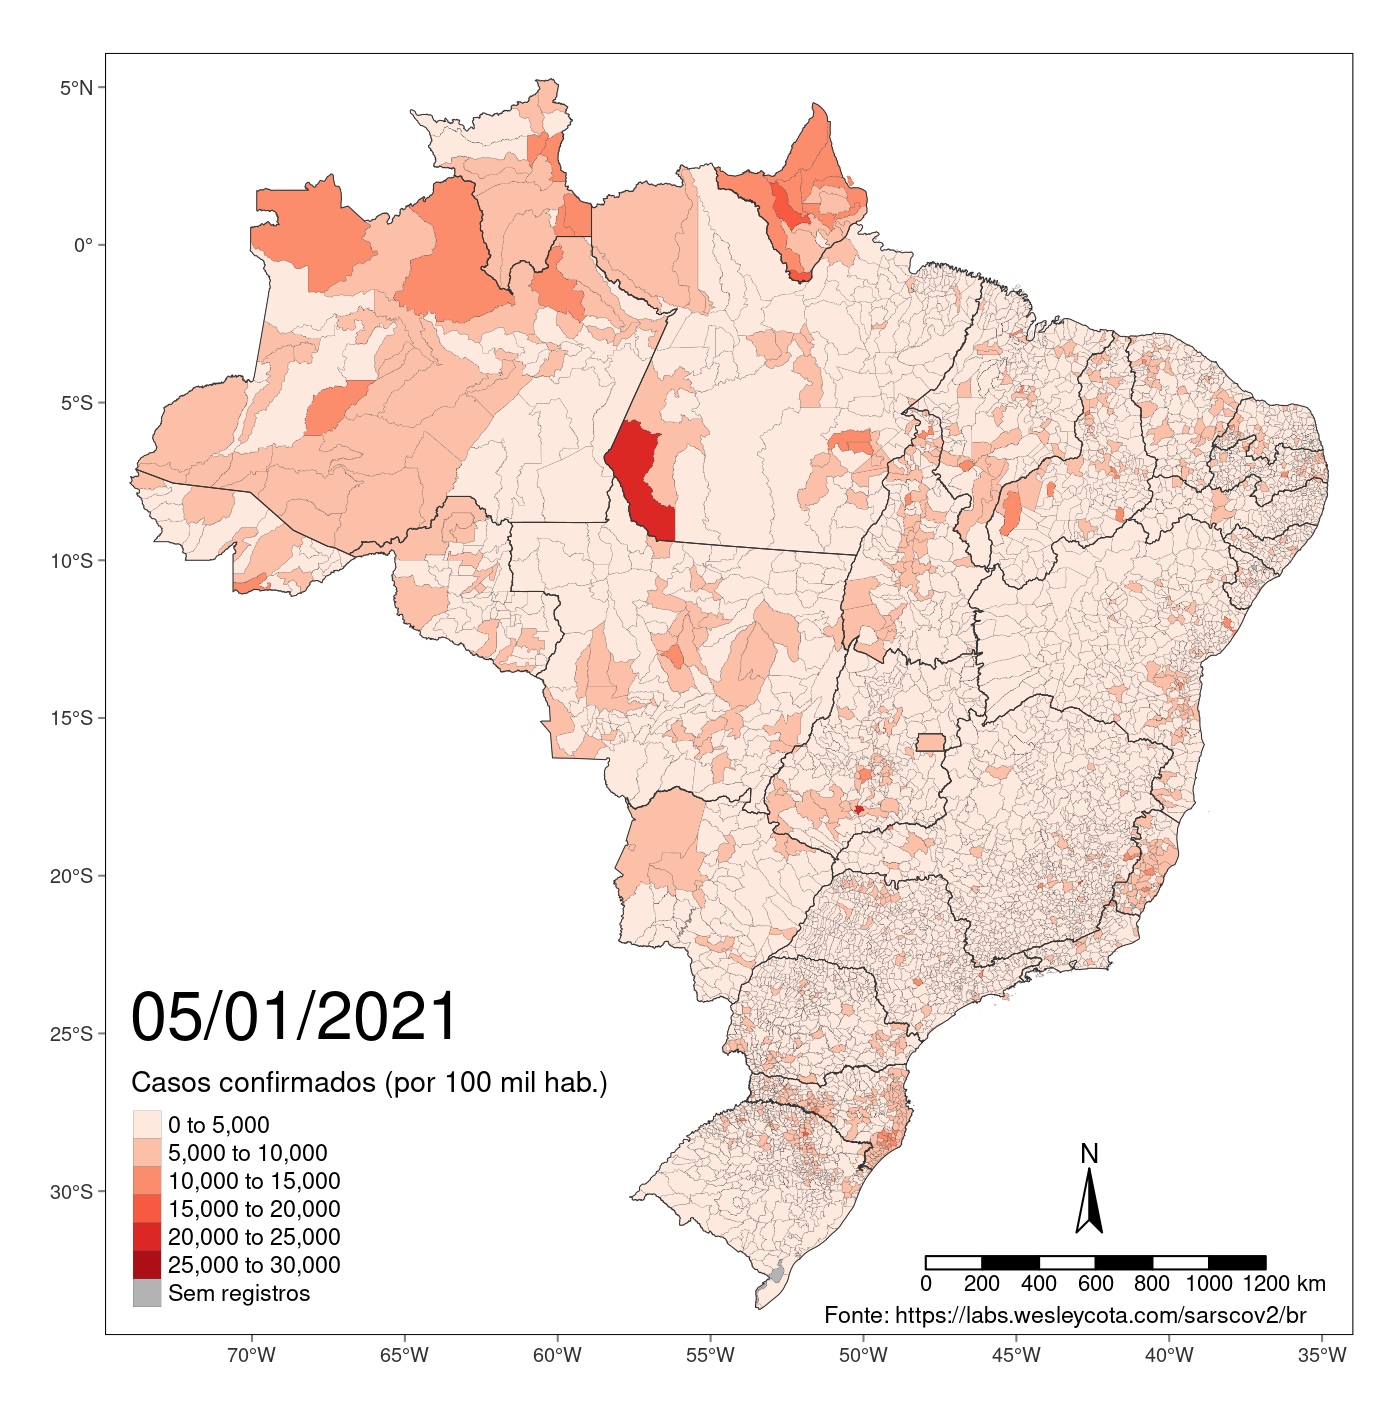 5°N
0°
5°S
10°S
15°S
20°S
25°S
30°S
05/01/2021
Casos confirmados (por 100 mil hab.)
0 to 5,000
5,000 to 10,000
10,000 to 15,000
15,000 to 20,000
20,000 to 25,000
25,000 to 30,000
Sem registros
N
0 200 400 600 800 1000 1200 km
Fonte: https://labs.wesleycota.com/sarscov2/br
70°W 65°W 60°W 55°W 50°W 45°W 40°W 35°W